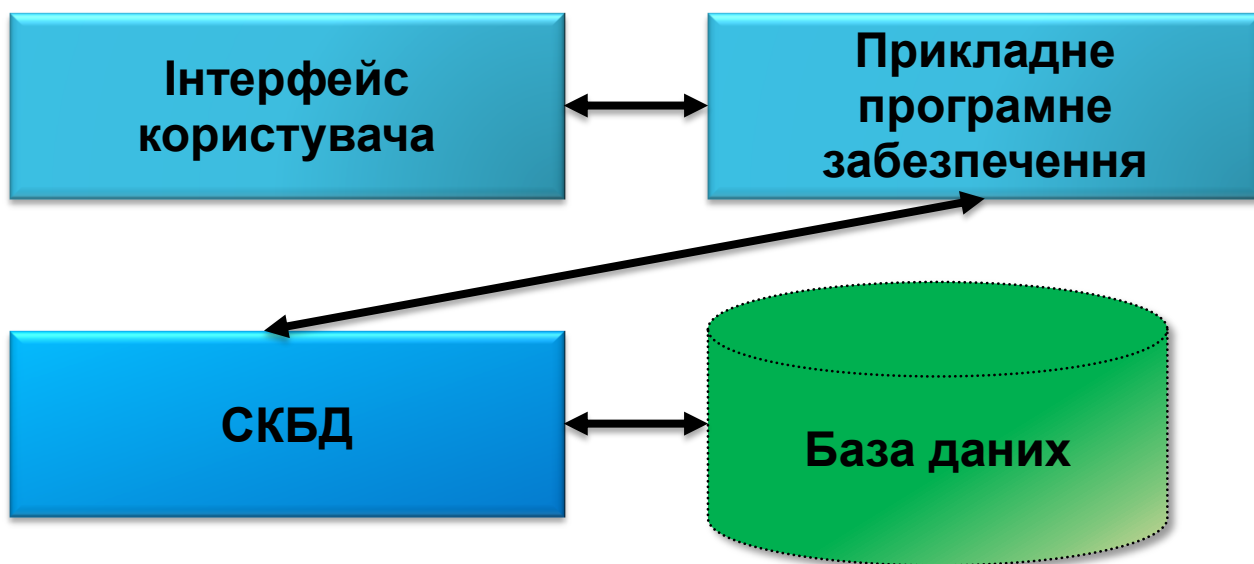 Інтерфейс
користувача
Прикладне
програмне
забезпечення
СКБД
База даних